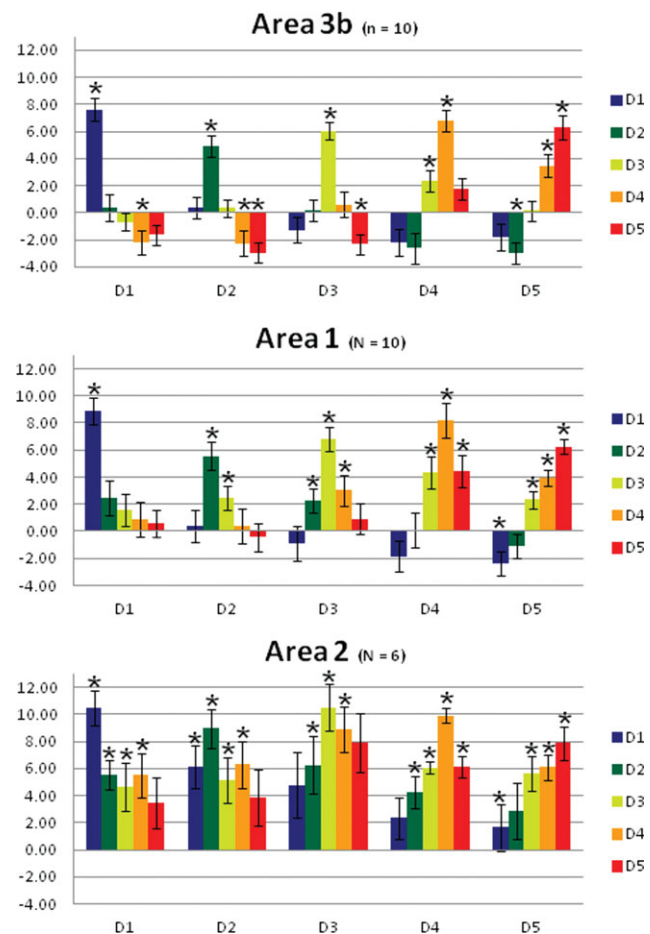 Area 3b (n = 10)
12.00
10.00
8.00
6.00
4.00
2.00
0.00
-2.00
-4.00
* * ** * * * * * * * *
D1 D2 D3 D4 D5
D1
D2
D3
D4
D5
Area 1 (N = 10)
12.00
10.00
8.00
6.00
4.00
2.00
0.00
-2.00
-4.00
* * * * * * * * * * * * *
D1 D2 D3 D4 D5
D1
D2
D3
D4
D5
Area 2 (N = 6)
12.00
10.00
8.00
6.00
4.00
2.00
0.00
-2.00
-4.00
* * * * * * * * * * * * * * * * * * *
D1 D2 D3 D4 D5
D1
D2
D3
D4
D5